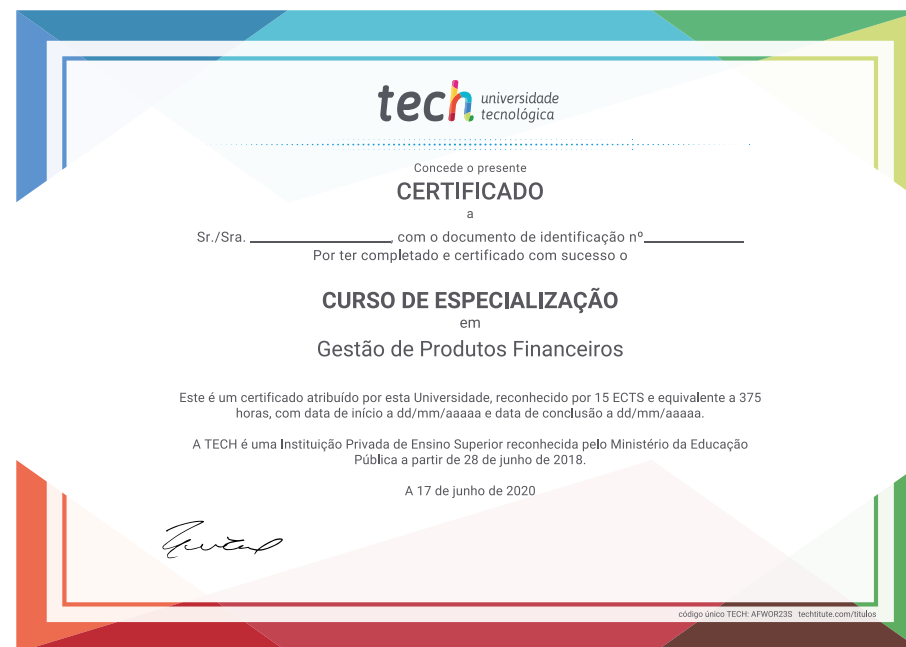 tech universidade
tecnológica
Concede o presente
CERTIFICADO
a
Sr./Sra. ____________________, com o documento de identificação nº______________
Por ter completado e certificado com sucesso o
CURSO DE ESPECIALIZAÇÃO
em
Gestão de Produtos Financeiros
Este é um certificado atribuído por esta Universidade, reconhecido por 15 ECTS e equivalente a 375
horas, com data de início a dd/mm/aaaaa e data de conclusão a dd/mm/aaaaa.
A TECH é uma Instituição Privada de Ensino Superior reconhecida pelo Ministério da Educação
Pública a partir de 28 de junho de 2018.
A 17 de junho de 2020
código único TECH: AFWOR23S techtitute.com/titulos